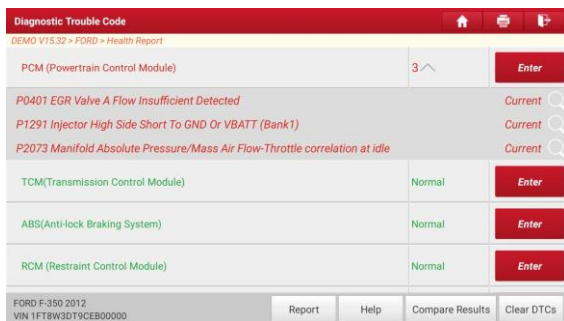 Diagnostic Trouble Code
DEMO V15.32 > FORD > Health Report
PCM (Powertrain Control Module) 3 Enter
P0401 EGR Valve A Flow Insufficient Detected Current
P1291 Injector High Side Short To GND Or VBATT (Bank1) Current
P2073 Manifold Absolute Pressure/Mass Air Flow-Throttle correlation at idle Current
TCM(Transmission Control Module) Normal Enter
ABS(Anti-lock Braking System) Normal Enter
RCM (Restraint Control Module) Normal Enter
FORD F-350 2012
VIN 1FT8W3DT9CEB00000
Report Help Compare Results Clear DTCs